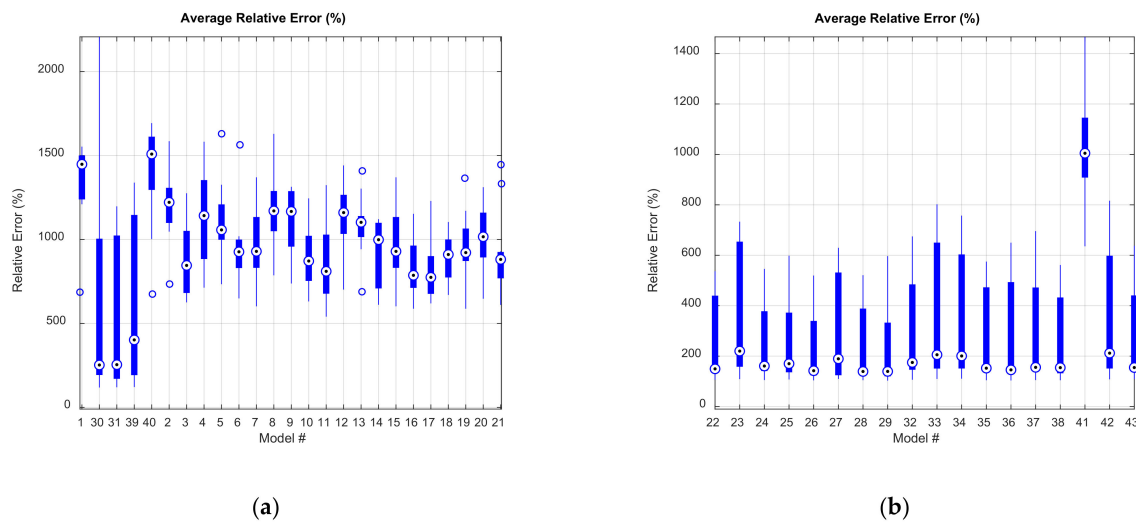 Average Relative Error (%)
Relative Error (%)
2000
1500
1000
500
0
1 30 31 39 40 2 3 4 5 6 7 8 9 10 11 12 13 14 15 16 17 18 19 20 21
Model #
(a)
Average Relative Error (%)
Relative Error (%)
1400
1200
1000
800
600
400
200
0
22 23 24 25 26 27 28 29 32 33 34 35 36 37 38 41 42 43
Model #
(b)